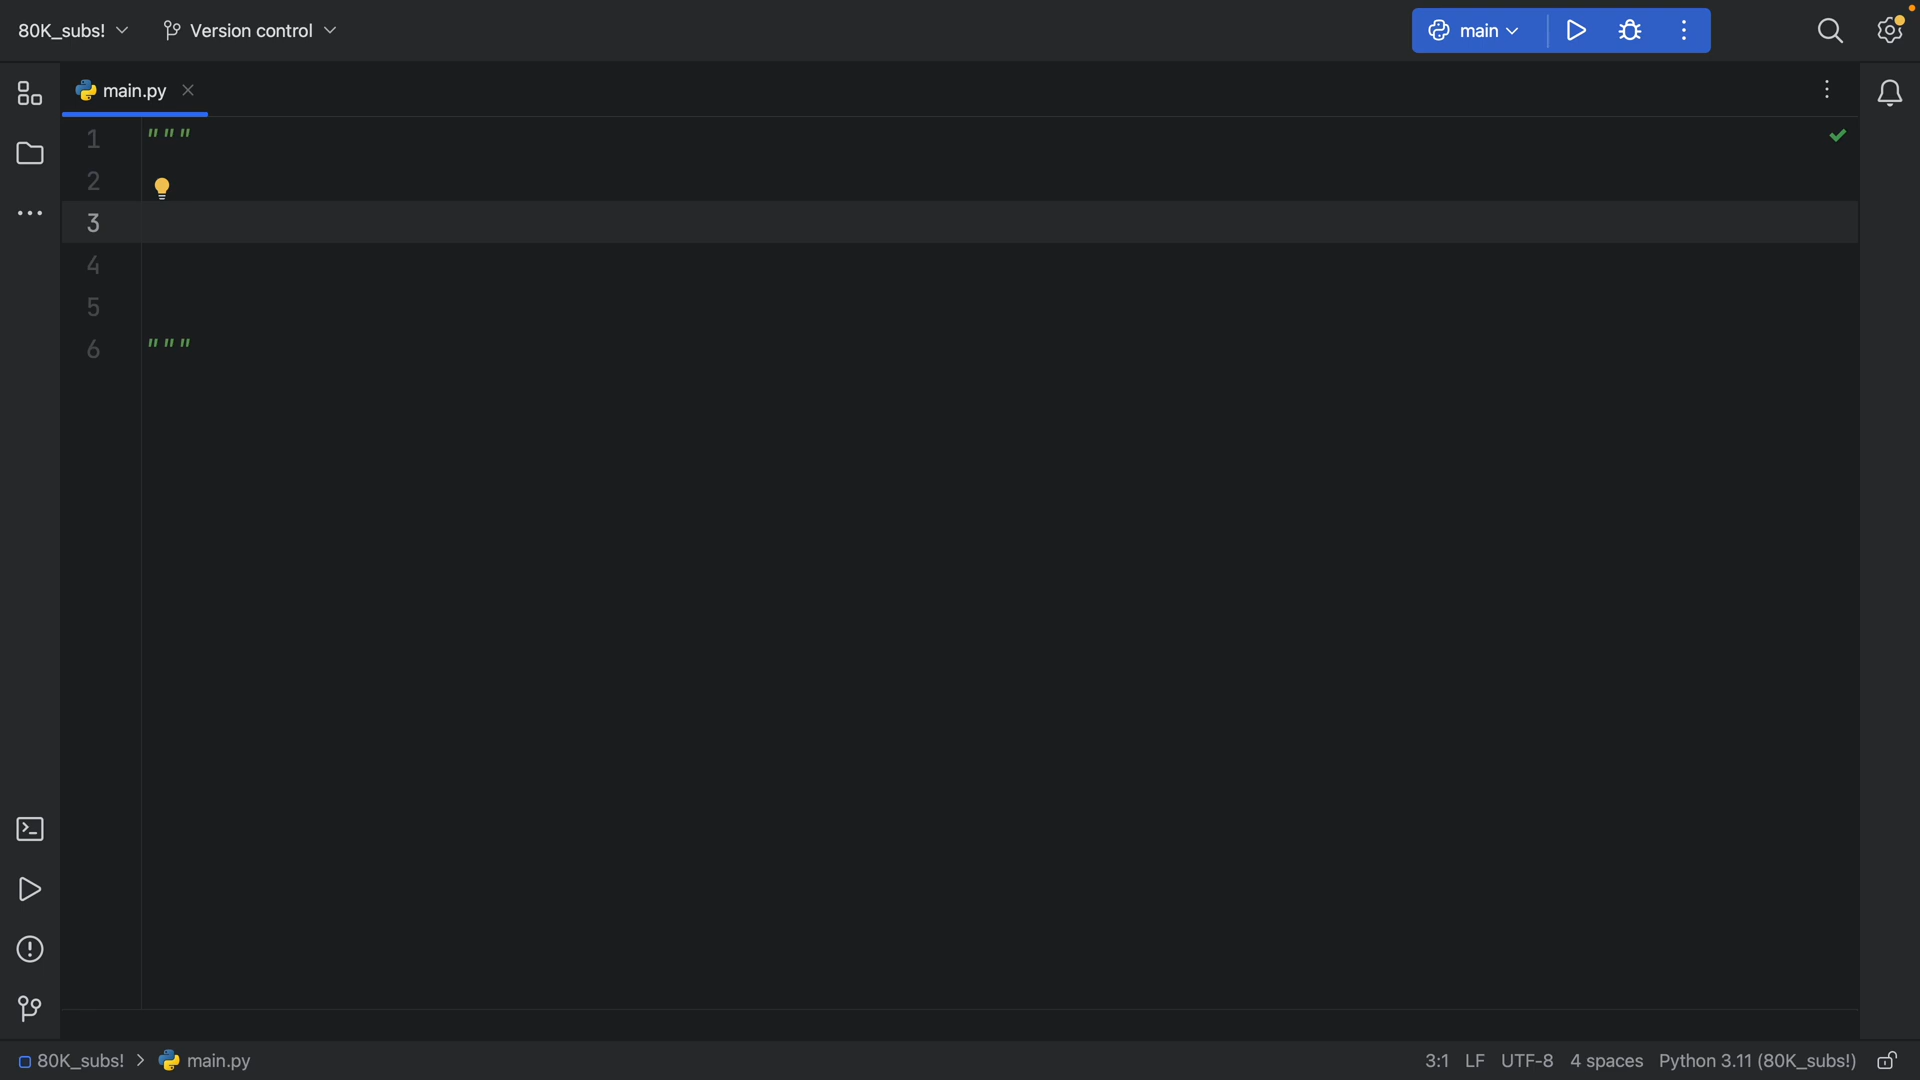 80K_subs! Version control main
main.py
1 """
2
3
4
5
6 """
80K_subs! main.py 3:1 LF UTF-8 4 spaces Python 3.11 (80K_subs!)